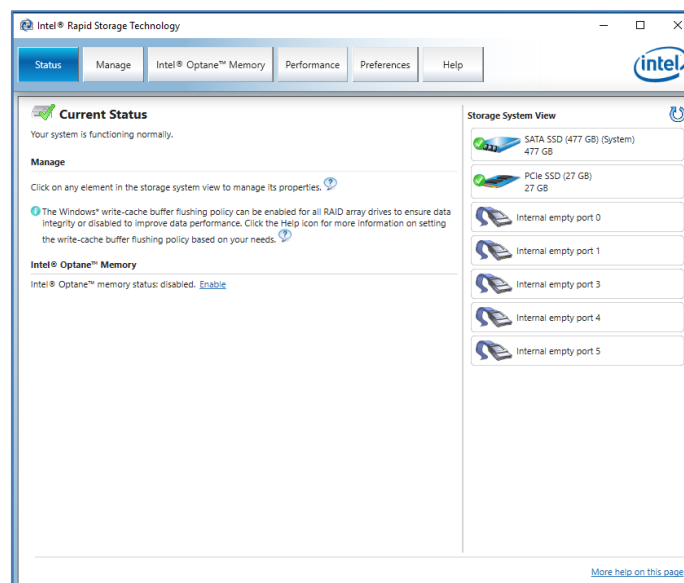 Intel® Rapid Storage Technology
Status
Manage
Intel® Optane™ Memory
Performance
Preferences
Help
intel
Current Status
Your system is functioning normally.
Manage
Click on any element in the storage system view to manage its properties.
The Windows* write-cache buffer flushing policy can be enabled for all RAID array drives to ensure data
integrity or disabled to improve data performance. Click the Help icon for more information on setting
the write-cache buffer flushing policy based on your needs.
Intel® Optane™ Memory
Intel® Optane™ memory status: disabled. Enable
Storage System View
SATA SSD (477 GB) (System)
477 GB
PCIe SSD (27 GB)
27 GB
Internal empty port 0
Internal empty port 1
Internal empty port 3
Internal empty port 4
Internal empty port 5
More help on this page